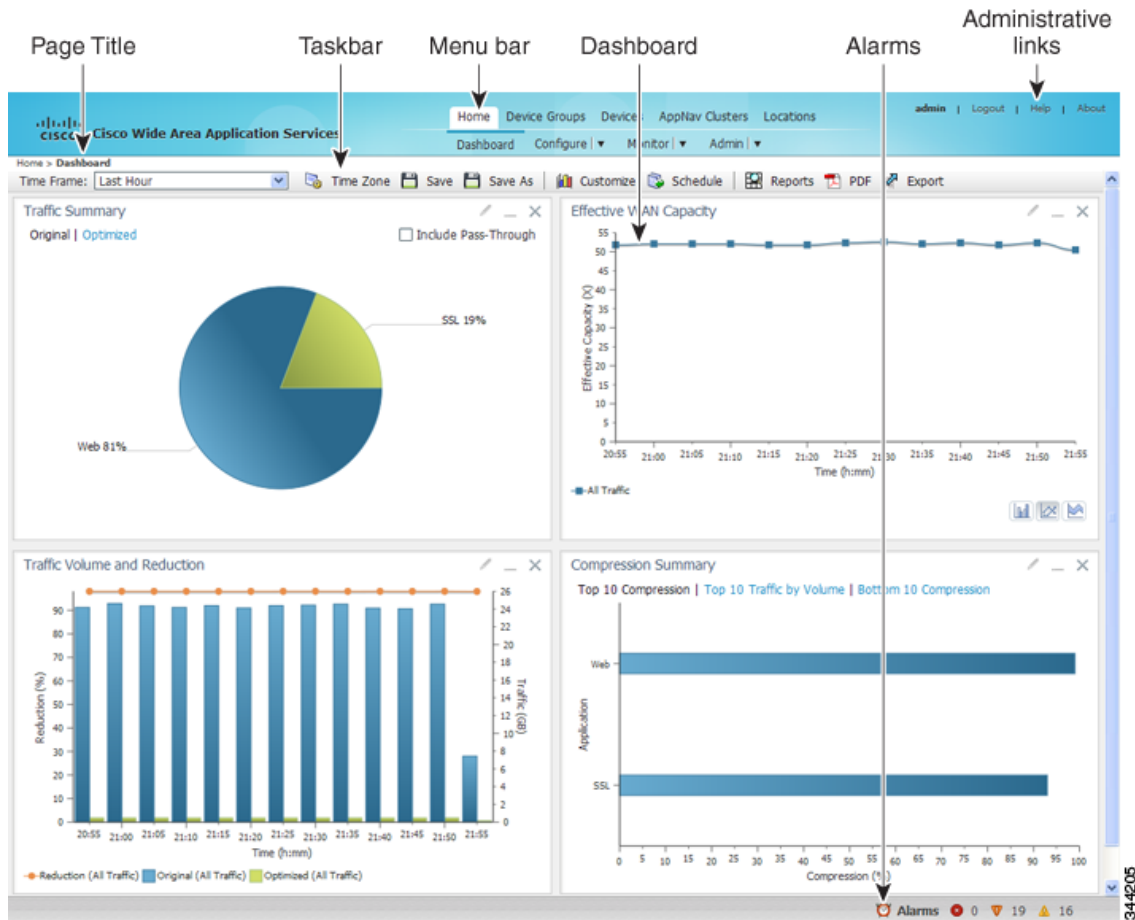 Page Title Taskbar Menu bar Dashboard Alarms Administrative links
CISCO Cisco Wide Area Application Services
Home Device Groups Devices AppNav Clusters Locations
admin | Logout | Help | About
Dashboard Configure | Monitor | Admin |
Home > Dashboard
Time Frame: Last Hour Time Zone Save Save As Customize Schedule Reports PDF Export
Traffic Summary
Original | Optimized Include Pass-Through
SSL 19%
Web 81%
Effective WAN Capacity
55
50
45
40
35
30
25
20
15
10
5
0
Effective Capacity (X)
20:55 21:00 21:05 21:10 21:15 21:20 21:25 21:30 21:35 21:40 21:45 21:50 21:55
Time (h:mm)
All Traffic
Traffic Volume and Reduction
90
80
70
60
50
40
30
20
10
0
Reduction (%)
26
24
22
20
18
16
14
12
10
8
6
4
2
0
Traffic (GB)
20:55 21:00 21:05 21:10 21:15 21:20 21:25 21:30 21:35 21:40 21:45 21:50 21:55
Time (h:mm)
Reduction (All Traffic) Original (All Traffic) Optimized (All Traffic)
Compression Summary
Top 10 Compression | Top 10 Traffic by Volume | Bottom 10 Compression
Web
SSL
Application
0 5 10 15 20 25 30 35 40 45 50 55 60 65 70 75 80 85 90 95 100
Compression (%)
Alarms 0 19 16
344205